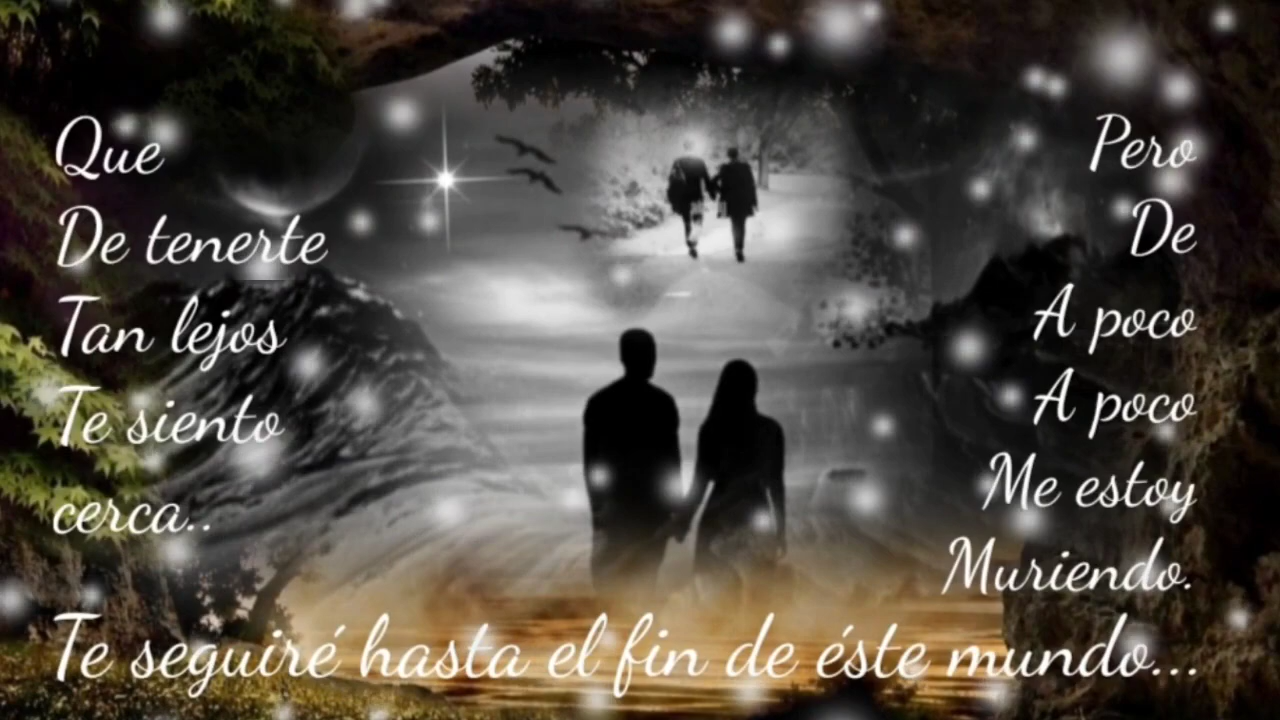 Que
De tenerte
Tan lejos
Te siento
cerca..
Pero
De
A poco
A poco
Me estoy
Muriendo.
Te seguiré hasta el fin de éste mundo...